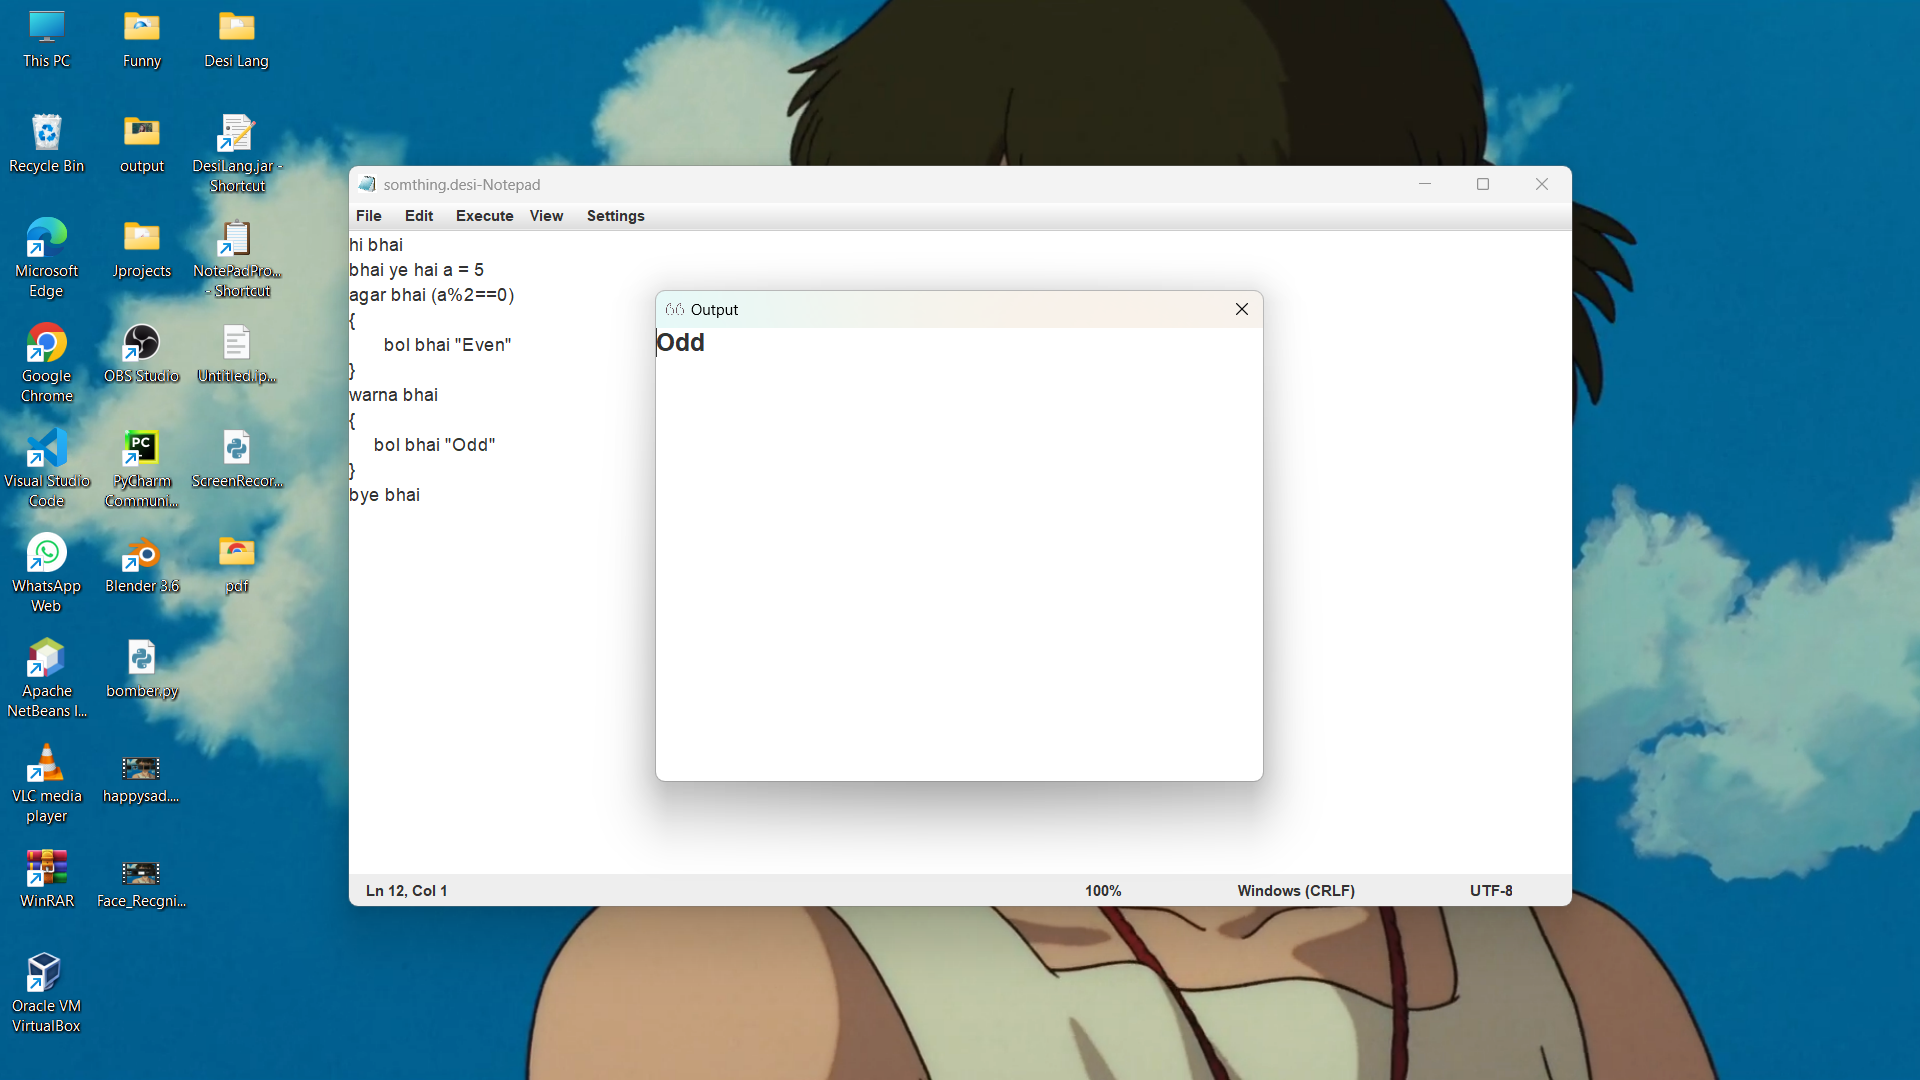 This PC
Funny
Desi Lang
Recycle Bin
output
DesiLang.jar -
Shortcut
Microsoft
Edge
Jprojects
NotePadPro...
- Shortcut
Google
Chrome
OBS Studio
Untitled.ip...
Visual Studio
Code
PC
PyCharm
Communi...
ScreenRecor...
WhatsApp
Web
Blender 3.6
pdf
Apache
NetBeans I...
bomber.py
VLC media
player
happysad....
WinRAR
Face_Recgni...
Oracle VM
VirtualBox
somthing.desi-Notepad
File Edit Execute View Settings
hi bhai
bhai ye hai a = 5
agar bhai (a%2==0)
{
bol bhai "Even"
}
warna bhai
{
bol bhai "Odd"
}
bye bhai
Output
Odd
Ln 12, Col 1 100% Windows (CRLF) UTF-8